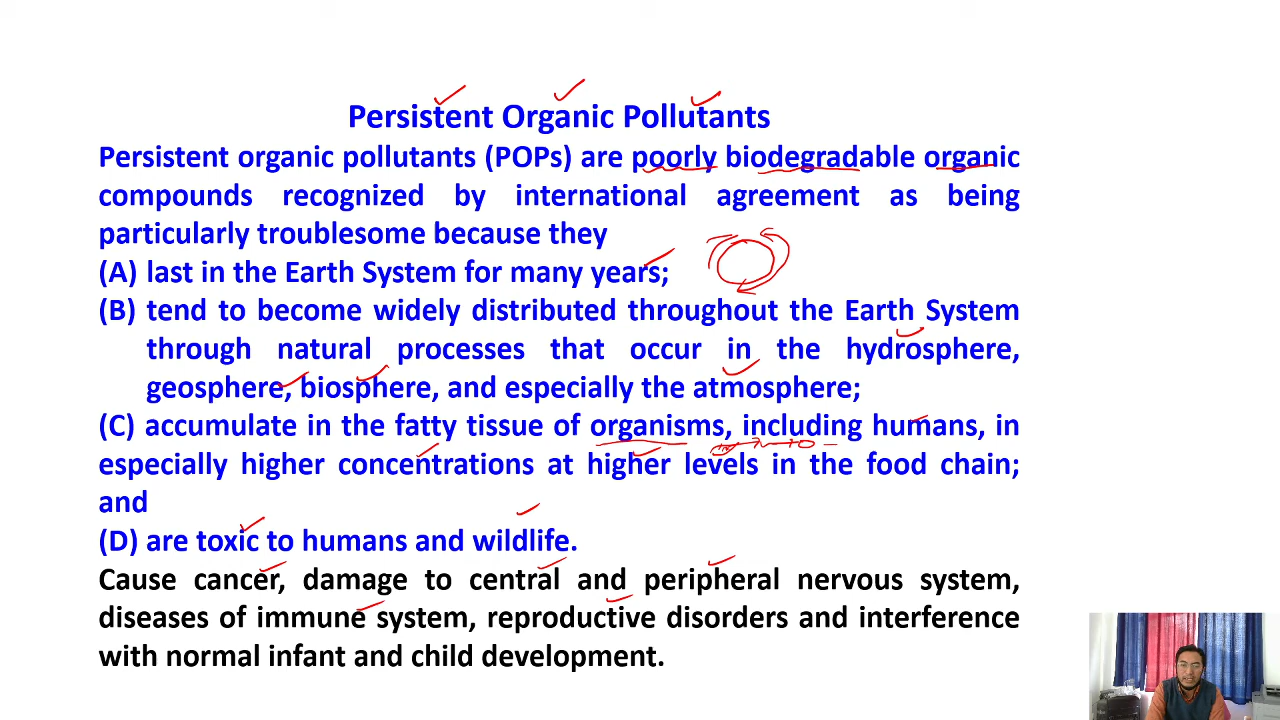 Persistent Organic Pollutants
Persistent organic pollutants (POPs) are poorly biodegradable organic
compounds recognized by international agreement as being
particularly troublesome because they
(A) last in the Earth System for many years;
(B) tend to become widely distributed throughout the Earth System
through natural processes that occur in the hydrosphere,
geosphere, biosphere, and especially the atmosphere;
(C) accumulate in the fatty tissue of organisms, including humans, in
especially higher concentrations at higher levels in the food chain;
and
(D) are toxic to humans and wildlife.
Cause cancer, damage to central and peripheral nervous system,
diseases of immune system, reproductive disorders and interference
with normal infant and child development.